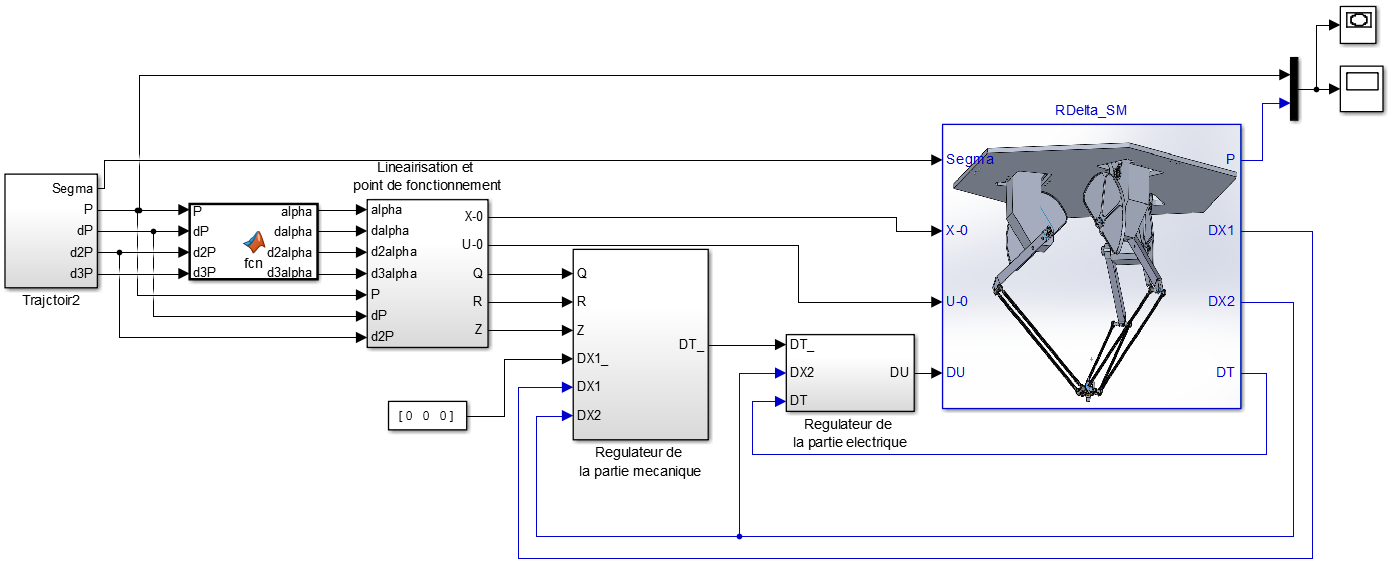 RDelta_SM
Segma
P
X-0
DX1
U-0
DX2
DU
DT
Segma
P
dP
d2P
d3P
Trajctoir2
P
dP
d2P
d3P
fcn
alpha
dalpha
d2alpha
d3alpha
Lineairisation et
point de fonctionnement
alpha
dalpha
d2alpha
d3alpha
P
dP
d2P
X-0
U-0
Q
R
Z
[0 0 0]
Q
R
Z
DX1_
DX1
DX2
DT_
Regulateur de
la partie mecanique
DT_
DX2
DT
DU
Regulateur de
la partie electrique